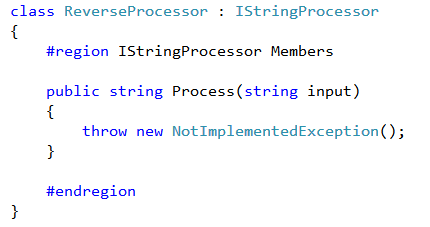 class ReverseProcessor : IStringProcessor
{
    #region IStringProcessor Members
    public string Process(string input)
    {
        throw new NotImplementedException();
    }
    #endregion
}